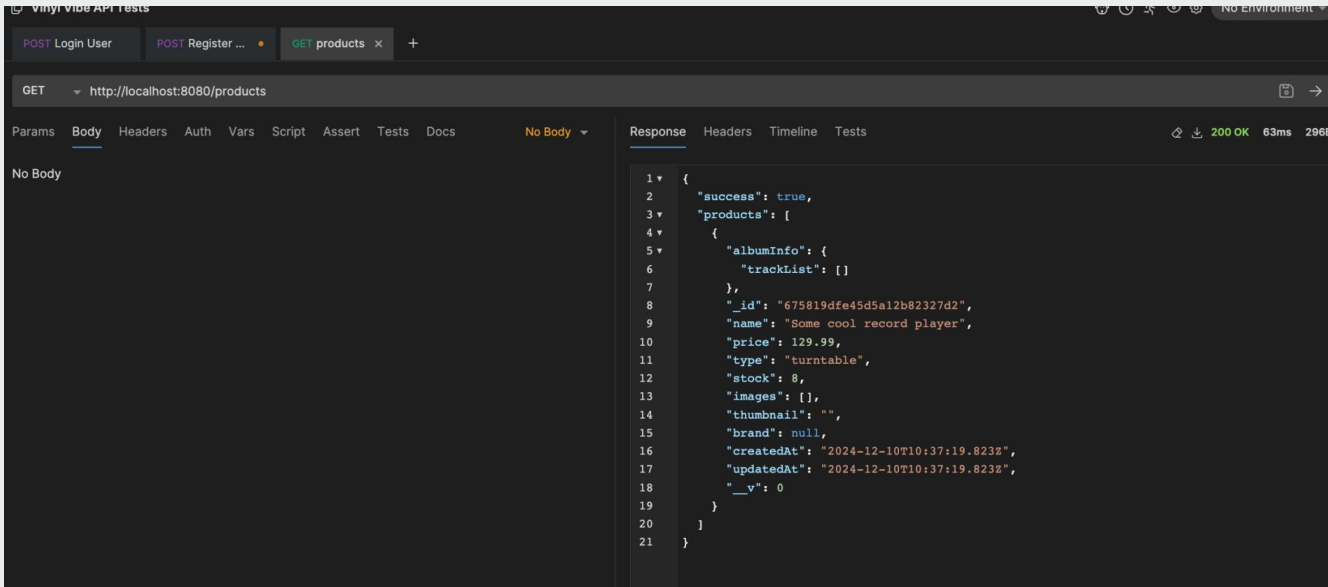 Vinyl Vibe API Tests
No Environment
POST Login User
POST Register ...
GET products
GET
http://localhost:8080/products
Params Body Headers Auth Vars Script Assert Tests Docs
No Body
Response Headers Timeline Tests
200 OK 63ms 296B
No Body
1 {
2 "success": true,
3 "products": [
4 {
5 "albumInfo": {
6 "trackList": []
7 },
8 "_id": "675819dfe45d5a12b82327d2",
9 "name": "Some cool record player",
10 "price": 129.99,
11 "type": "turntable",
12 "stock": 8,
13 "images": [],
14 "thumbnail": "",
15 "brand": null,
16 "createdAt": "2024-12-10T10:37:19.823Z",
17 "updatedAt": "2024-12-10T10:37:19.823Z",
18 "__v": 0
19 }
20 ]
21 }